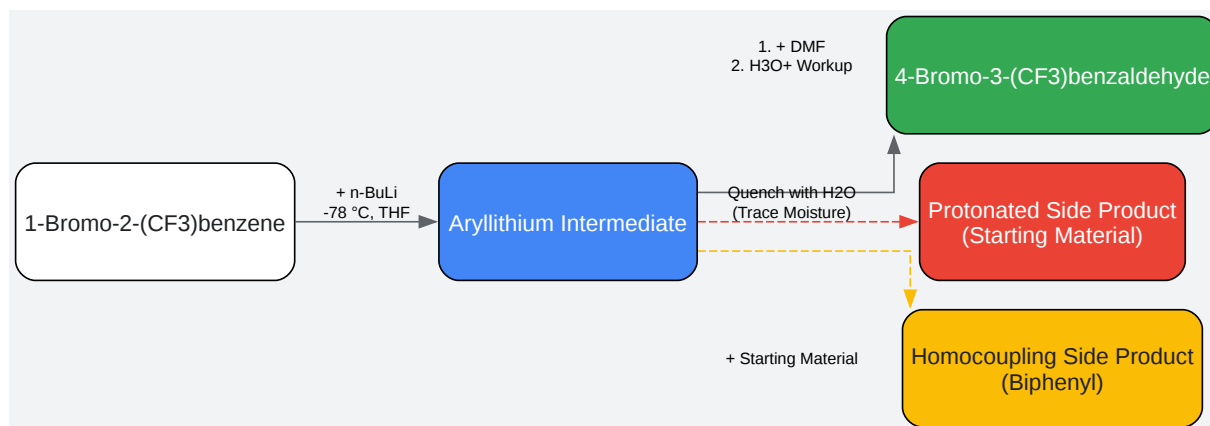 1. + DMF
2. H3O+ Workup
4-Bromo-3-(CF3)benzaldehyde
1-Bromo-2-(CF3)benzene
+ n-BuLi
-78 °C, THF
Aryllithium Intermediate
Quench with H2O
(Trace Moisture)
Protonated Side Product
(Starting Material)
+ Starting Material
Homocoupling Side Product
(Biphenyl)